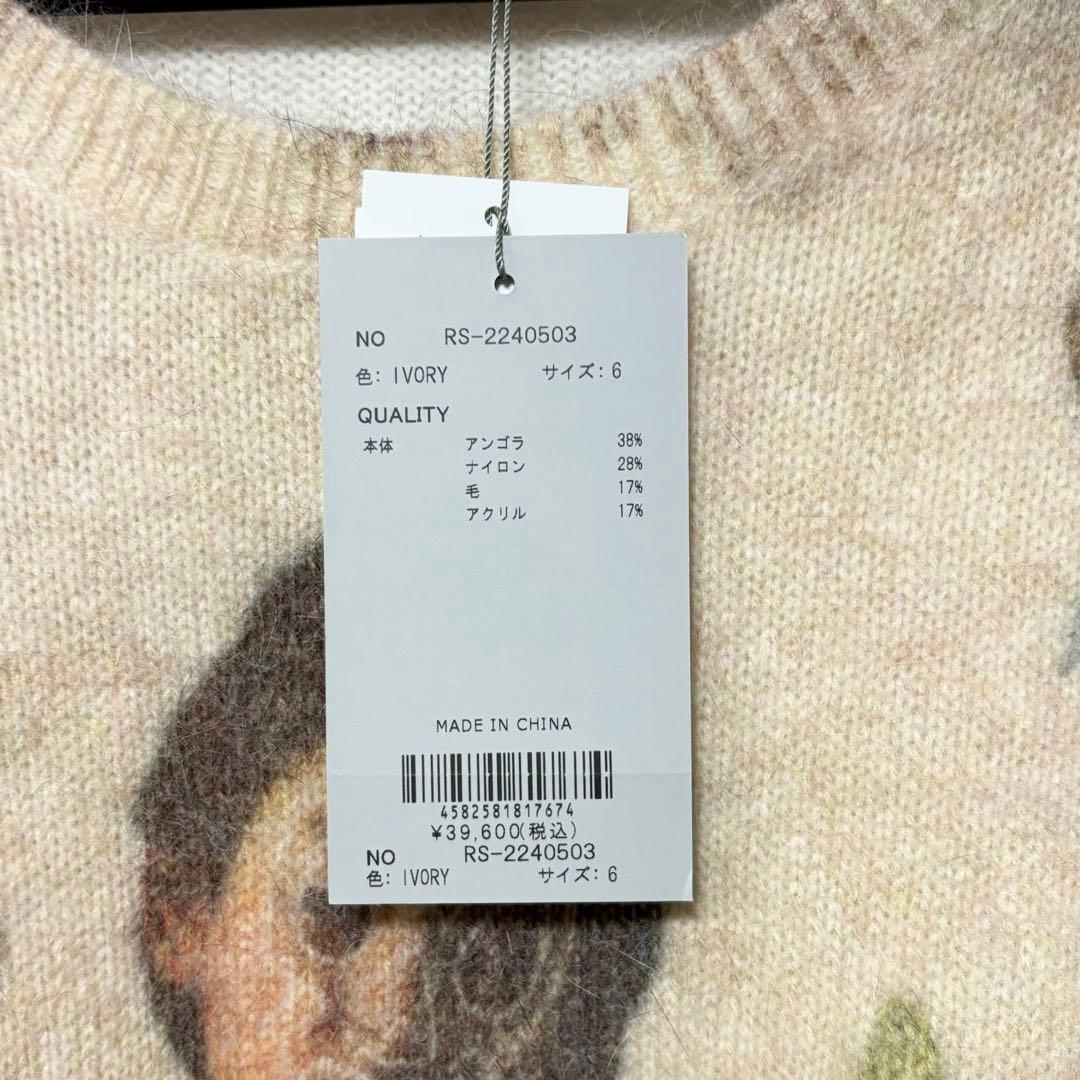 NO RS-2240503
色: IVORY サイズ: 6
QUALITY
本体 アンゴラ 38%
ナイロン 28%
毛 17%
アクリル 17%
MADE IN CHINA
4582581817674
¥39,600(税込)
NO RS-2240503
色: IVORY サイズ: 6